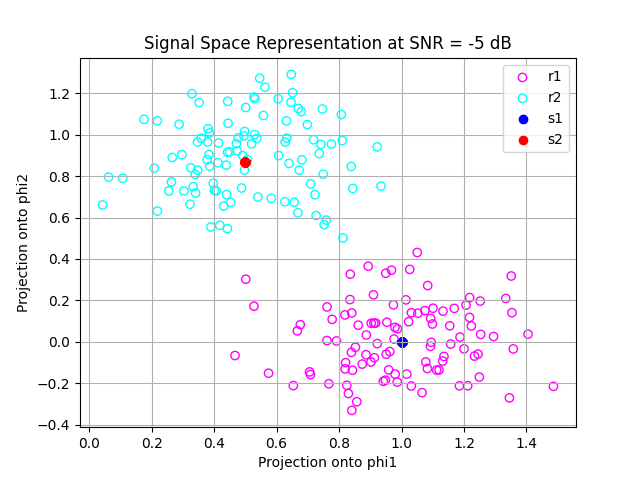 Signal Space Representation at SNR = -5 dB
r1
r2
s1
s2
Projection onto phi2
1.2
1.0
0.8
0.6
0.4
0.2
0.0
−0.2
−0.4
0.0 0.2 0.4 0.6 0.8 1.0 1.2 1.4
Projection onto phi1